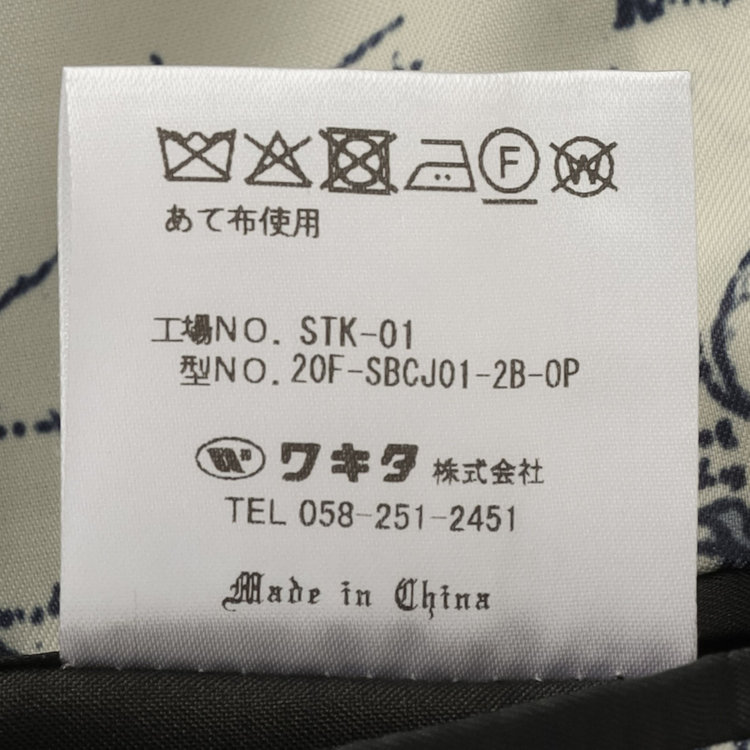 F W
あて布使用
工場NO. STK-01
型NO. 20F-SBCJ01-2B-0P
W ワキタ 株式会社
TEL 058-251-2451
Made in China